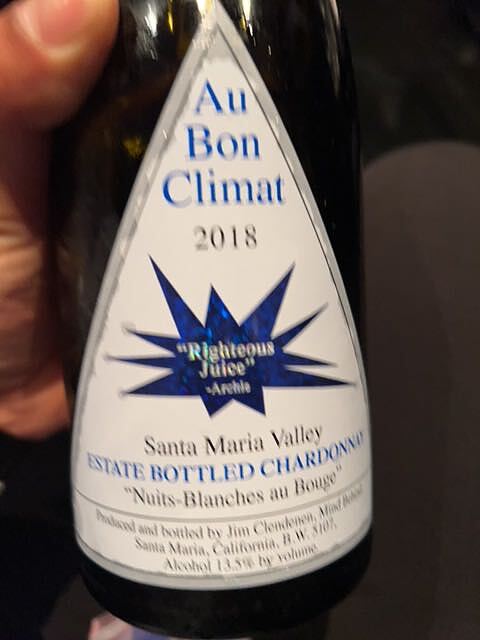 Au
Bon
Climat
2018
"Righteous
Juice"
-Archie
Santa Maria Valley
ESTATE BOTTLED CHARDONNAY
"Nuits-Blanches au Bouge"
Produced and bottled by Jim Clendenen, Mind Behind
Santa Maria, California, B.W. 5107,
Alcohol 13.5% by volume.